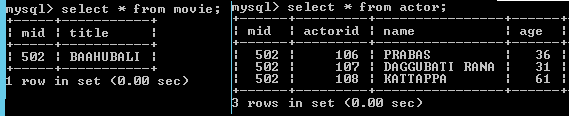 mysql> select * from movie;
+-----+-----------+
| mid | title     |
+-----+-----------+
| 502 | BAAHUBALI |
+-----+-----------+
1 row in set (0.00 sec)
mysql> select * from actor;
+-----+---------+----------------+-----+
| mid | actorid | name           | age |
+-----+---------+----------------+-----+
| 502 |     106 | PRABAS         |  36 |
| 502 |     107 | DAGGUBATI RANA |  31 |
| 502 |     108 | KATTAPPA       |  61 |
+-----+---------+----------------+-----+
3 rows in set (0.00 sec)